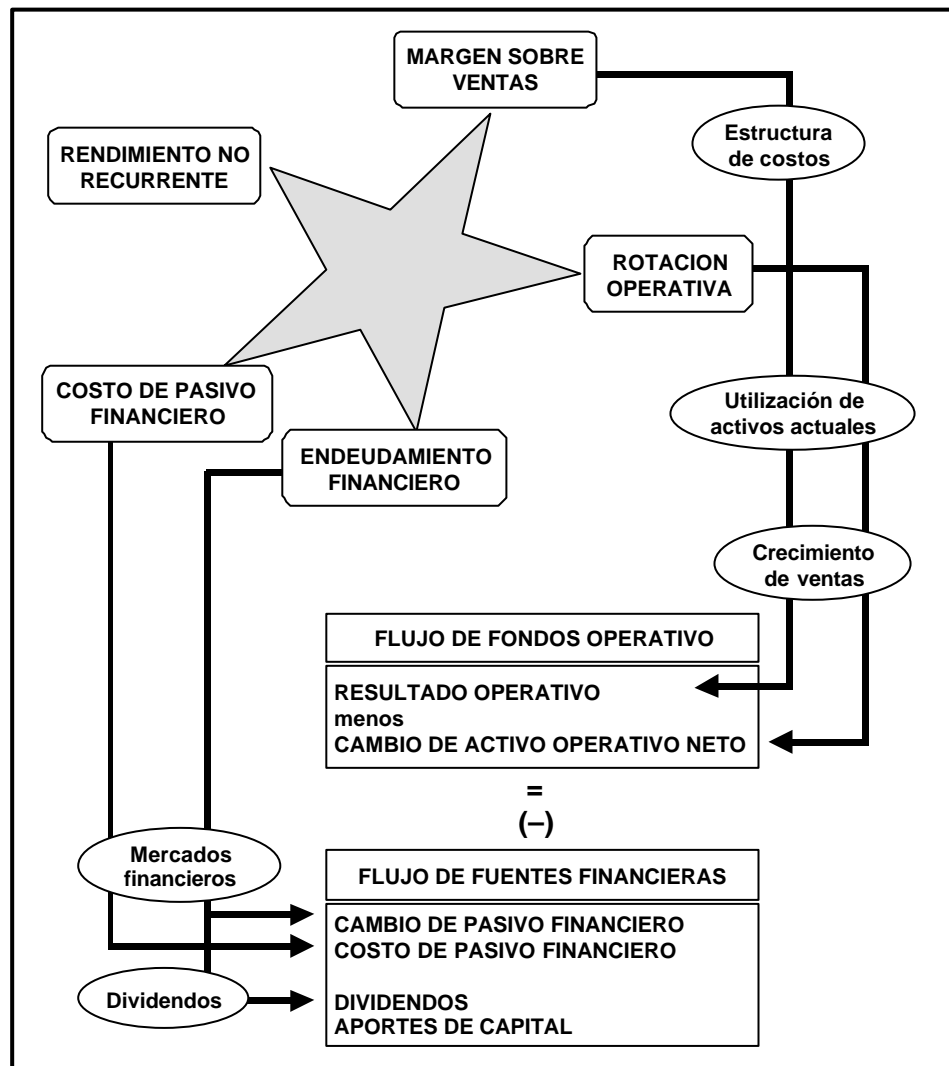 MARGEN SOBRE
VENTAS
Estructura
de costos
RENDIMIENTO NO
RECURRENTE
ROTACION
OPERATIVA
COSTO DE PASIVO
FINANCIERO
Utilización de
activos actuales
ENDEUDAMIENTO
FINANCIERO
Crecimiento
de ventas
FLUJO DE FONDOS OPERATIVO
RESULTADO OPERATIVO
menos
CAMBIO DE ACTIVO OPERATIVO NETO
=
(–)
Mercados
financieros
FLUJO DE FUENTES FINANCIERAS
CAMBIO DE PASIVO FINANCIERO
COSTO DE PASIVO FINANCIERO
Dividendos
DIVIDENDOS
APORTES DE CAPITAL